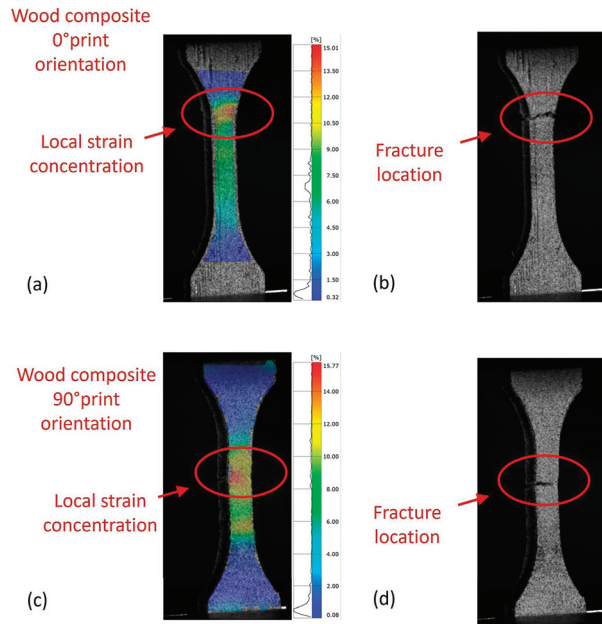 Wood composite
0°print
orientation
Local strain
concentration
(a)
[%]
15.01
13.50
12.00
10.50
9.00
7.50
6.00
4.50
3.00
1.50
0.32
Fracture
location
(b)
Wood composite
90°print
orientation
Local strain
concentration
(c)
[%]
15.77
14.00
12.00
10.00
8.00
6.00
4.00
2.00
0.08
Fracture
location
(d)